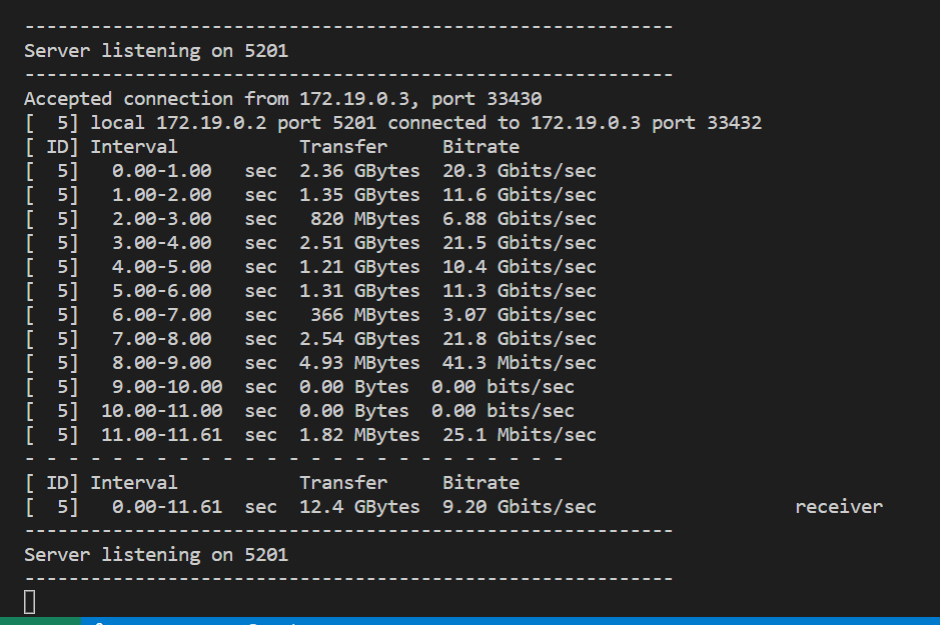 -----------------------------------------------------------
Server listening on 5201
-----------------------------------------------------------
Accepted connection from 172.19.0.3, port 33430
[  5] local 172.19.0.2 port 5201 connected to 172.19.0.3 port 33432
[ ID] Interval           Transfer     Bitrate
[  5]   0.00-1.00   sec  2.36 GBytes  20.3 Gbits/sec
[  5]   1.00-2.00   sec  1.35 GBytes  11.6 Gbits/sec
[  5]   2.00-3.00   sec   820 MBytes  6.88 Gbits/sec
[  5]   3.00-4.00   sec  2.51 GBytes  21.5 Gbits/sec
[  5]   4.00-5.00   sec  1.21 GBytes  10.4 Gbits/sec
[  5]   5.00-6.00   sec  1.31 GBytes  11.3 Gbits/sec
[  5]   6.00-7.00   sec   366 MBytes  3.07 Gbits/sec
[  5]   7.00-8.00   sec  2.54 GBytes  21.8 Gbits/sec
[  5]   8.00-9.00   sec  4.93 MBytes  41.3 Mbits/sec
[  5]   9.00-10.00  sec  0.00 Bytes  0.00 bits/sec
[  5]  10.00-11.00  sec  0.00 Bytes  0.00 bits/sec
[  5]  11.00-11.61  sec  1.82 MBytes  25.1 Mbits/sec
- - - - - - - - - - - - - - - - - - - - - - - - -
[ ID] Interval           Transfer     Bitrate
[  5]   0.00-11.61  sec  12.4 GBytes  9.20 Gbits/sec                  receiver
-----------------------------------------------------------
Server listening on 5201
-----------------------------------------------------------